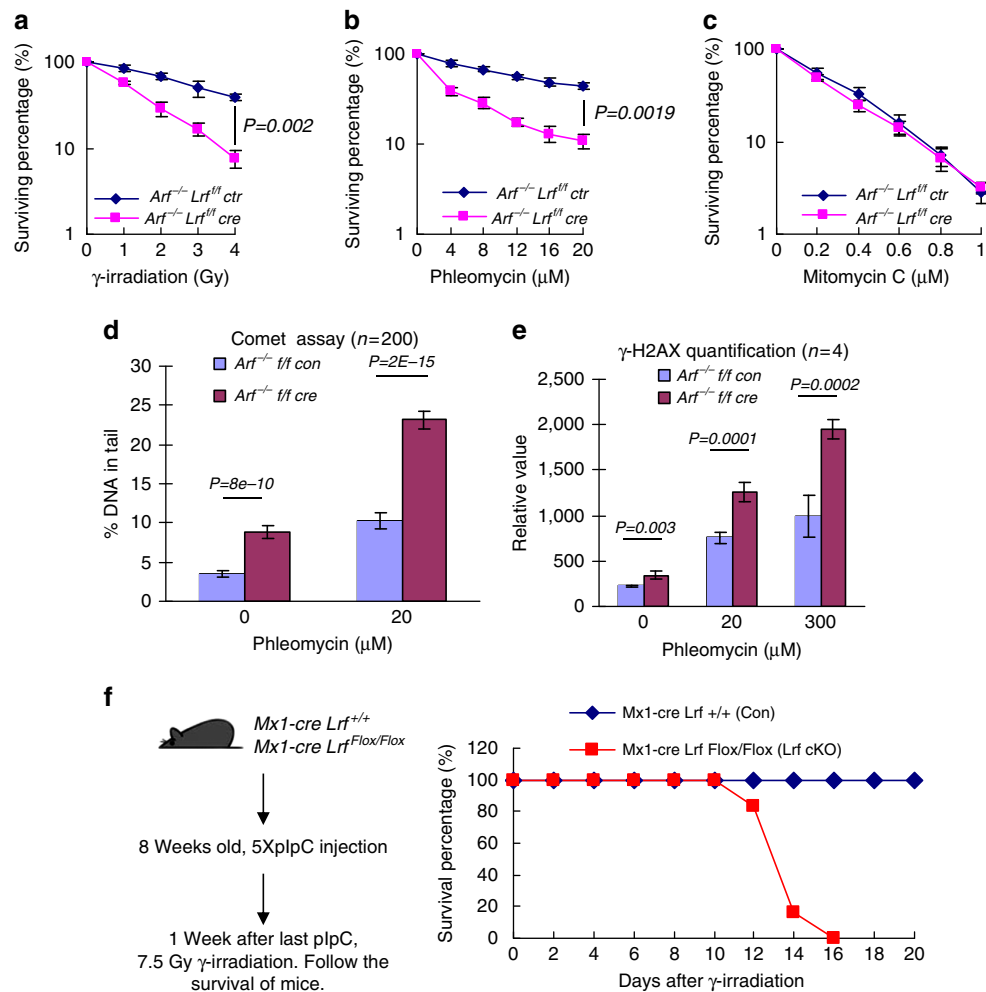 a
Surviving percentage (%)
100
10
1
P=0.002
Arf−/− Lrf f/f ctr
Arf−/− Lrf f/f cre
0 1 2 3 4
γ-irradiation (Gy)
b
Surviving percentage (%)
100
10
1
P=0.0019
Arf−/− Lrf f/f ctr
Arf−/− Lrf f/f cre
0 4 8 12 16 20
Phleomycin (μM)
c
Surviving percentage (%)
100
10
1
Arf−/− Lrf f/f ctr
Arf−/− Lrf f/f cre
0 0.2 0.4 0.6 0.8 1
Mitomycin C (μM)
d
Comet assay (n=200)
Arf−/− f/f con
Arf−/− f/f cre
P=2E–15
P=8e–10
% DNA in tail
30
25
20
15
10
5
0
0 20
Phleomycin (μM)
e
γ-H2AX quantification (n=4)
Arf−/− f/f con
Arf−/− f/f cre
P=0.0002
P=0.0001
P=0.003
Relative value
2,500
2,000
1,500
1,000
500
0
0 20 300
Phleomycin (μM)
f
Mx1-cre Lrf+/+
Mx1-cre LrfFlox/Flox
8 Weeks old, 5XpIpC injection
1 Week after last pIpC,
7.5 Gy γ-irradiation. Follow the
survival of mice.
Mx1-cre Lrf +/+ (Con)
Mx1-cre Lrf Flox/Flox (Lrf cKO)
Survival percentage (%)
120
100
80
60
40
20
0
0 2 4 6 8 10 12 14 16 18 20
Days after γ-irradiation